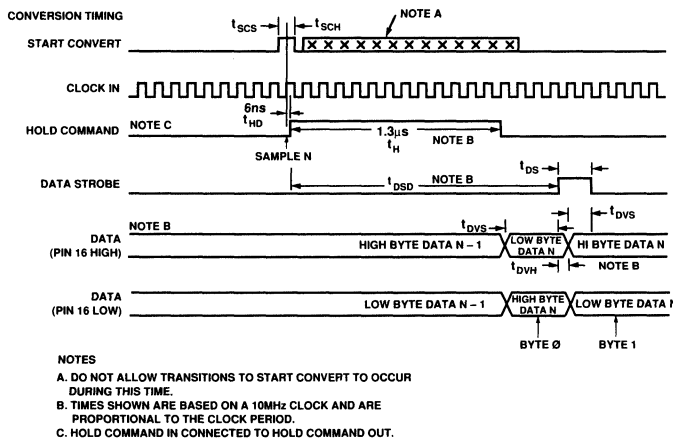 CONVERSION TIMING
tSCS
tSCH
NOTE A
START CONVERT
X X X X X X X X X X X X X
CLOCK IN
6ns
tHD
HOLD COMMAND
NOTE C
1.3µs
NOTE B
tH
SAMPLE N
tDS
DATA STROBE
tDSD
NOTE B
tDVS
NOTE B
tDVS
DATA
(PIN 16 HIGH)
HIGH BYTE DATA N – 1
LOW BYTE
DATA N
HI BYTE DATA N
tDVH
NOTE B
DATA
(PIN 16 LOW)
LOW BYTE DATA N – 1
HIGH BYTE
DATA N
LOW BYTE DATA N
BYTE Ø
BYTE 1
NOTES
A. DO NOT ALLOW TRANSITIONS TO START CONVERT TO OCCUR
DURING THIS TIME.
B. TIMES SHOWN ARE BASED ON A 10MHz CLOCK AND ARE
PROPORTIONAL TO THE CLOCK PERIOD.
C. HOLD COMMAND IN CONNECTED TO HOLD COMMAND OUT.